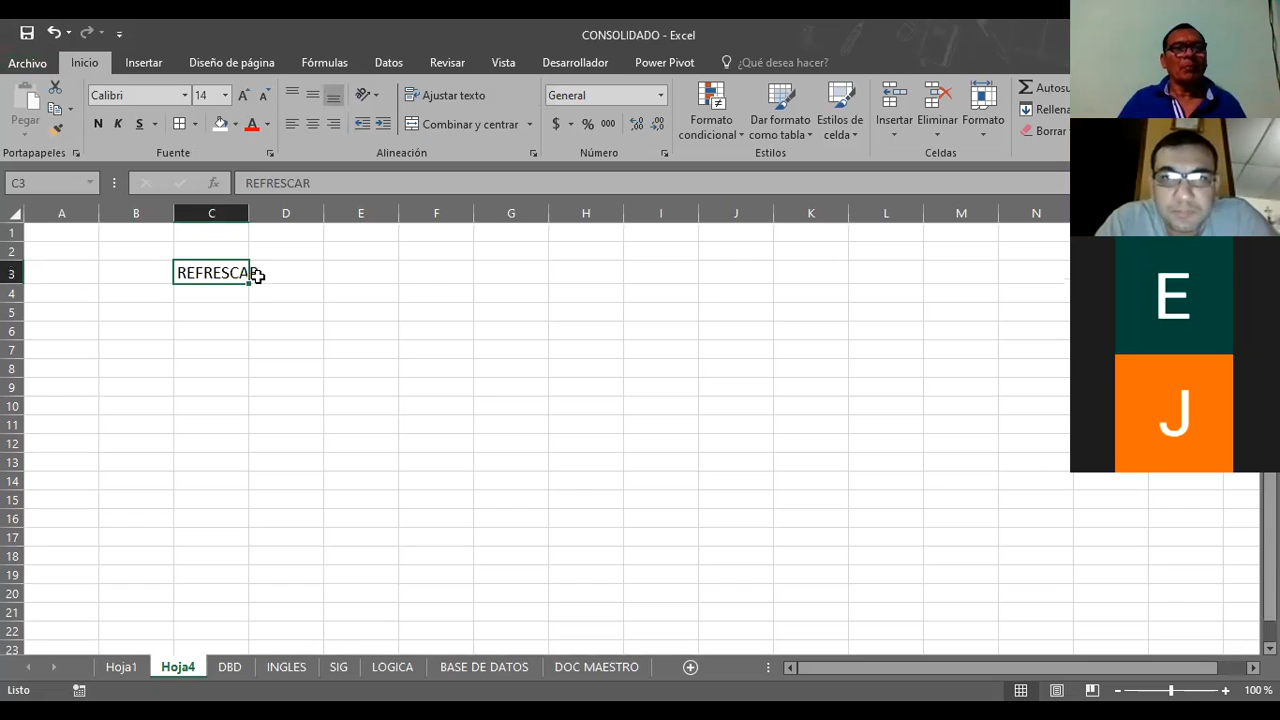 CONSOLIDADO - Excel
Archivo Inicio Insertar Diseño de página Fórmulas Datos Revisar Vista Desarrollador Power Pivot ¿Qué desea hacer?
Pegar
Calibri 14
N K S
Ajustar texto
Combinar y centrar
General
$ % 000
Formato condicional
Dar formato como tabla
Estilos de celda
Insertar Eliminar Formato
Autosu
Rellena
Borrar
Portapapeles Fuente Alineación Número Estilos Celdas
C3 fx REFRESCAR
A B C D E F G H I J K L M N
1
2
3 REFRESCAR
4
5
6
7
8
9
10
11
12
13
14
15
16
17
18
19
20
21
22
23
E
J
Hoja1 Hoja4 DBD INGLES SIG LOGICA BASE DE DATOS DOC MAESTRO
Listo 100 %